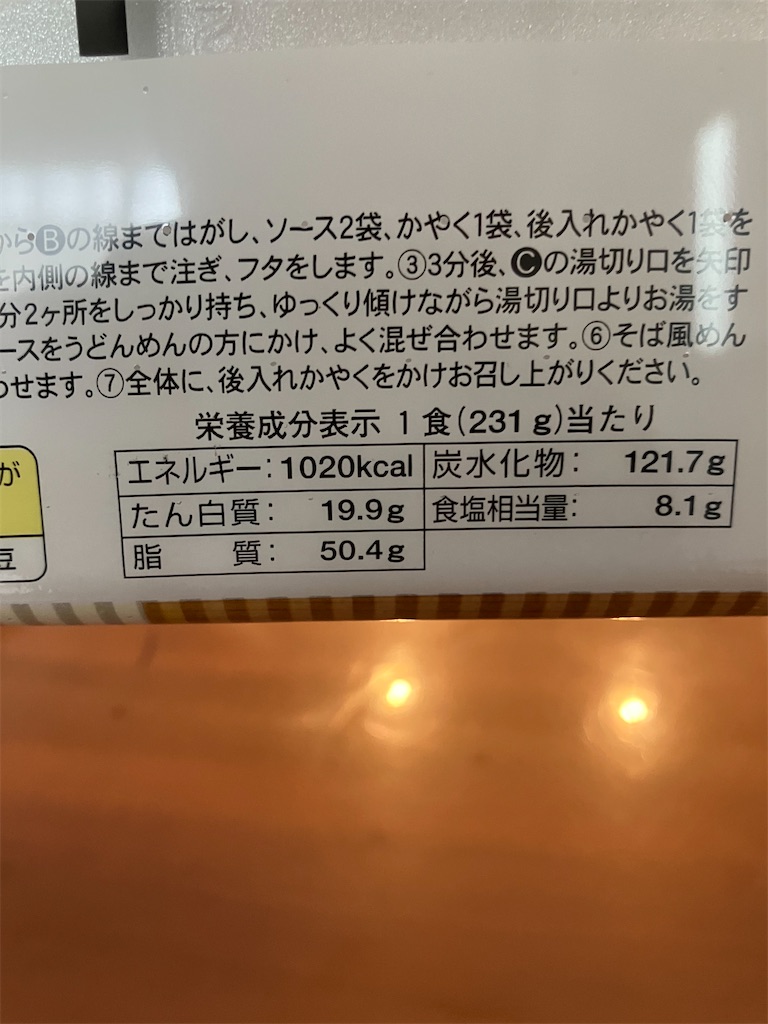 からⒷの線まではがし、ソース2袋、かやく1袋、後入れかやく1袋を
を内側の線まで注ぎ、フタをします。③3分後、Ⓒの湯切り口を矢印
分2ヶ所をしっかり持ち、ゆっくり傾けながら湯切り口よりお湯をす
ースをうどんめんの方にかけ、よく混ぜ合わせます。⑥そば風めん
わせます。⑦全体に、後入れかやくをかけお召し上がりください。
栄養成分表示 1食(231g)当たり
エネルギー:1020kcal 炭水化物: 121.7g
たん白質: 19.9g 食塩相当量: 8.1g
脂質: 50.4g
が
豆